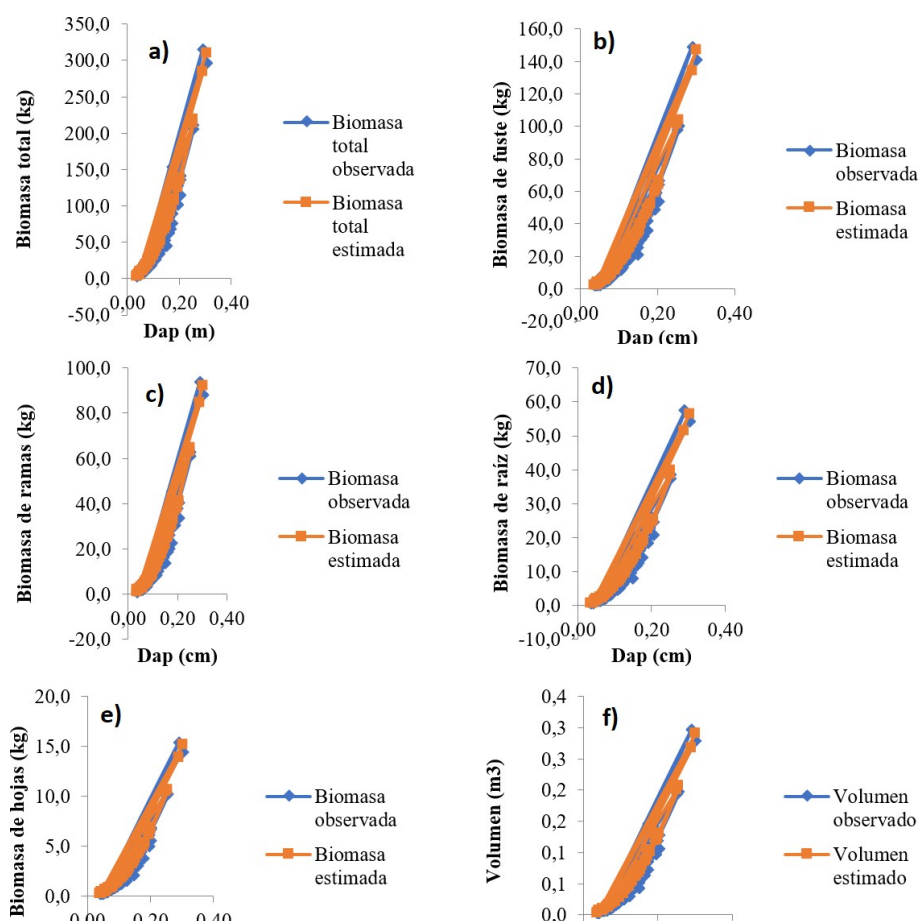 350,0
300,0
250,0
200,0
150,0
100,0
50,0
0,0
-50,0
a)
Biomasa total (kg)
0,00 0,20 0,40
Dap (m)
Biomasa total observada
Biomasa total estimada
160,0
140,0
120,0
100,0
80,0
60,0
40,0
20,0
0,0
-20,0
b)
Biomasa de fuste (kg)
0,00 0,20 0,40
Dap (cm)
Biomasa observada
Biomasa estimada
100,0
80,0
60,0
40,0
20,0
0,0
-20,0
c)
Biomasa de ramas (kg)
0,00 0,20 0,40
Dap (cm)
Biomasa observada
Biomasa estimada
70,0
60,0
50,0
40,0
30,0
20,0
10,0
0,0
-10,0
d)
Biomasa de raíz (kg)
0,00 0,20 0,40
Dap (cm)
Biomasa observada
Biomasa estimada
20,0
15,0
10,0
5,0
0,0
e)
Biomasa de hojas (kg)
0,00 0,20 0,40
Biomasa observada
Biomasa estimada
0,4
0,3
0,3
0,2
0,2
0,1
0,1
0,0
f)
Volumen (m3)
Volumen observado
Volumen estimado